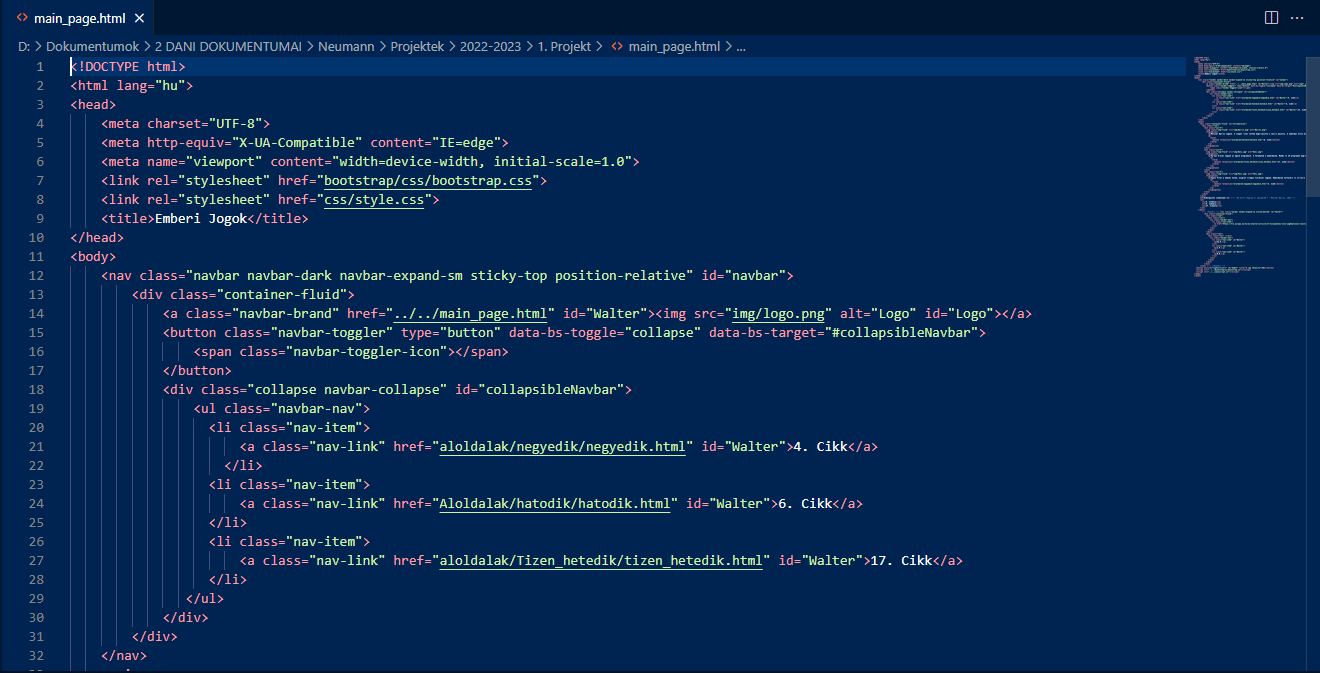 main_page.html
D: > Dokumentumok > 2 DANI DOKUMENTUMAI > Neumann > Projektek > 2022-2023 > 1. Projekt > main_page.html > ...
1 <!DOCTYPE html>
2 <html lang="hu">
3 <head>
4 <meta charset="UTF-8">
5 <meta http-equiv="X-UA-Compatible" content="IE=edge">
6 <meta name="viewport" content="width=device-width, initial-scale=1.0">
7 <link rel="stylesheet" href="bootstrap/css/bootstrap.css">
8 <link rel="stylesheet" href="css/style.css">
9 <title>Emberi Jogok</title>
10 </head>
11 <body>
12 <nav class="navbar navbar-dark navbar-expand-sm sticky-top position-relative" id="navbar">
13 <div class="container-fluid">
14 <a class="navbar-brand" href="../../main_page.html" id="Walter"><img src="img/logo.png" alt="Logo" id="Logo"></a>
15 <button class="navbar-toggler" type="button" data-bs-toggle="collapse" data-bs-target="#collapsibleNavbar">
16 <span class="navbar-toggler-icon"></span>
17 </button>
18 <div class="collapse navbar-collapse" id="collapsibleNavbar">
19 <ul class="navbar-nav">
20 <li class="nav-item">
21 <a class="nav-link" href="aloldalak/negyedik/negyedik.html" id="Walter">4. Cikk</a>
22 </li>
23 <li class="nav-item">
24 <a class="nav-link" href="Aloldalak/hatodik/hatodik.html" id="Walter">6. Cikk</a>
25 </li>
26 <li class="nav-item">
27 <a class="nav-link" href="aloldalak/Tizen_hetedik/tizen_hetedik.html" id="Walter">17. Cikk</a>
28 </li>
29 </ul>
30 </div>
31 </div>
32 </nav>